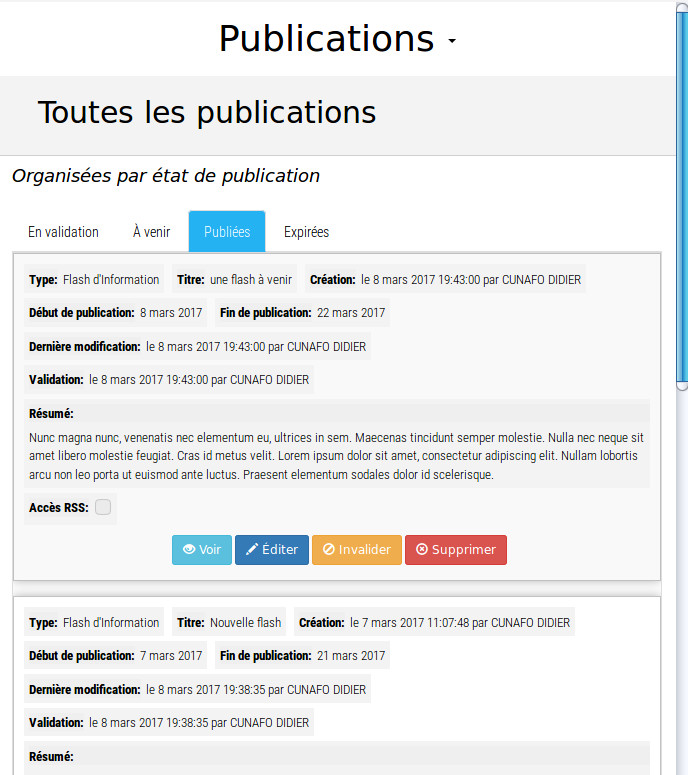 Publications
Toutes les publications
Organisées par état de publication
En validation À venir Publiées Expirées
Type: Flash d'Information Titre: une flash à venir Création: le 8 mars 2017 19:43:00 par CUNAFO DIDIER
Début de publication: 8 mars 2017 Fin de publication: 22 mars 2017
Dernière modification: le 8 mars 2017 19:43:00 par CUNAFO DIDIER
Validation: le 8 mars 2017 19:43:00 par CUNAFO DIDIER
Résumé:
Nunc magna nunc, venenatis nec elementum eu, ultrices in sem. Maecenas tincidunt semper molestie. Nulla nec neque sit
amet libero molestie feugiat. Cras id metus velit. Lorem ipsum dolor sit amet, consectetur adipiscing elit. Nullam lobortis
arcu non leo porta ut euismod ante luctus. Praesent elementum sodales dolor id scelerisque.
Accès RSS:
Voir Éditer Invalider Supprimer
Type: Flash d'Information Titre: Nouvelle flash Création: le 7 mars 2017 11:07:48 par CUNAFO DIDIER
Début de publication: 7 mars 2017 Fin de publication: 21 mars 2017
Dernière modification: le 8 mars 2017 19:38:35 par CUNAFO DIDIER
Validation: le 8 mars 2017 19:38:35 par CUNAFO DIDIER
Résumé: